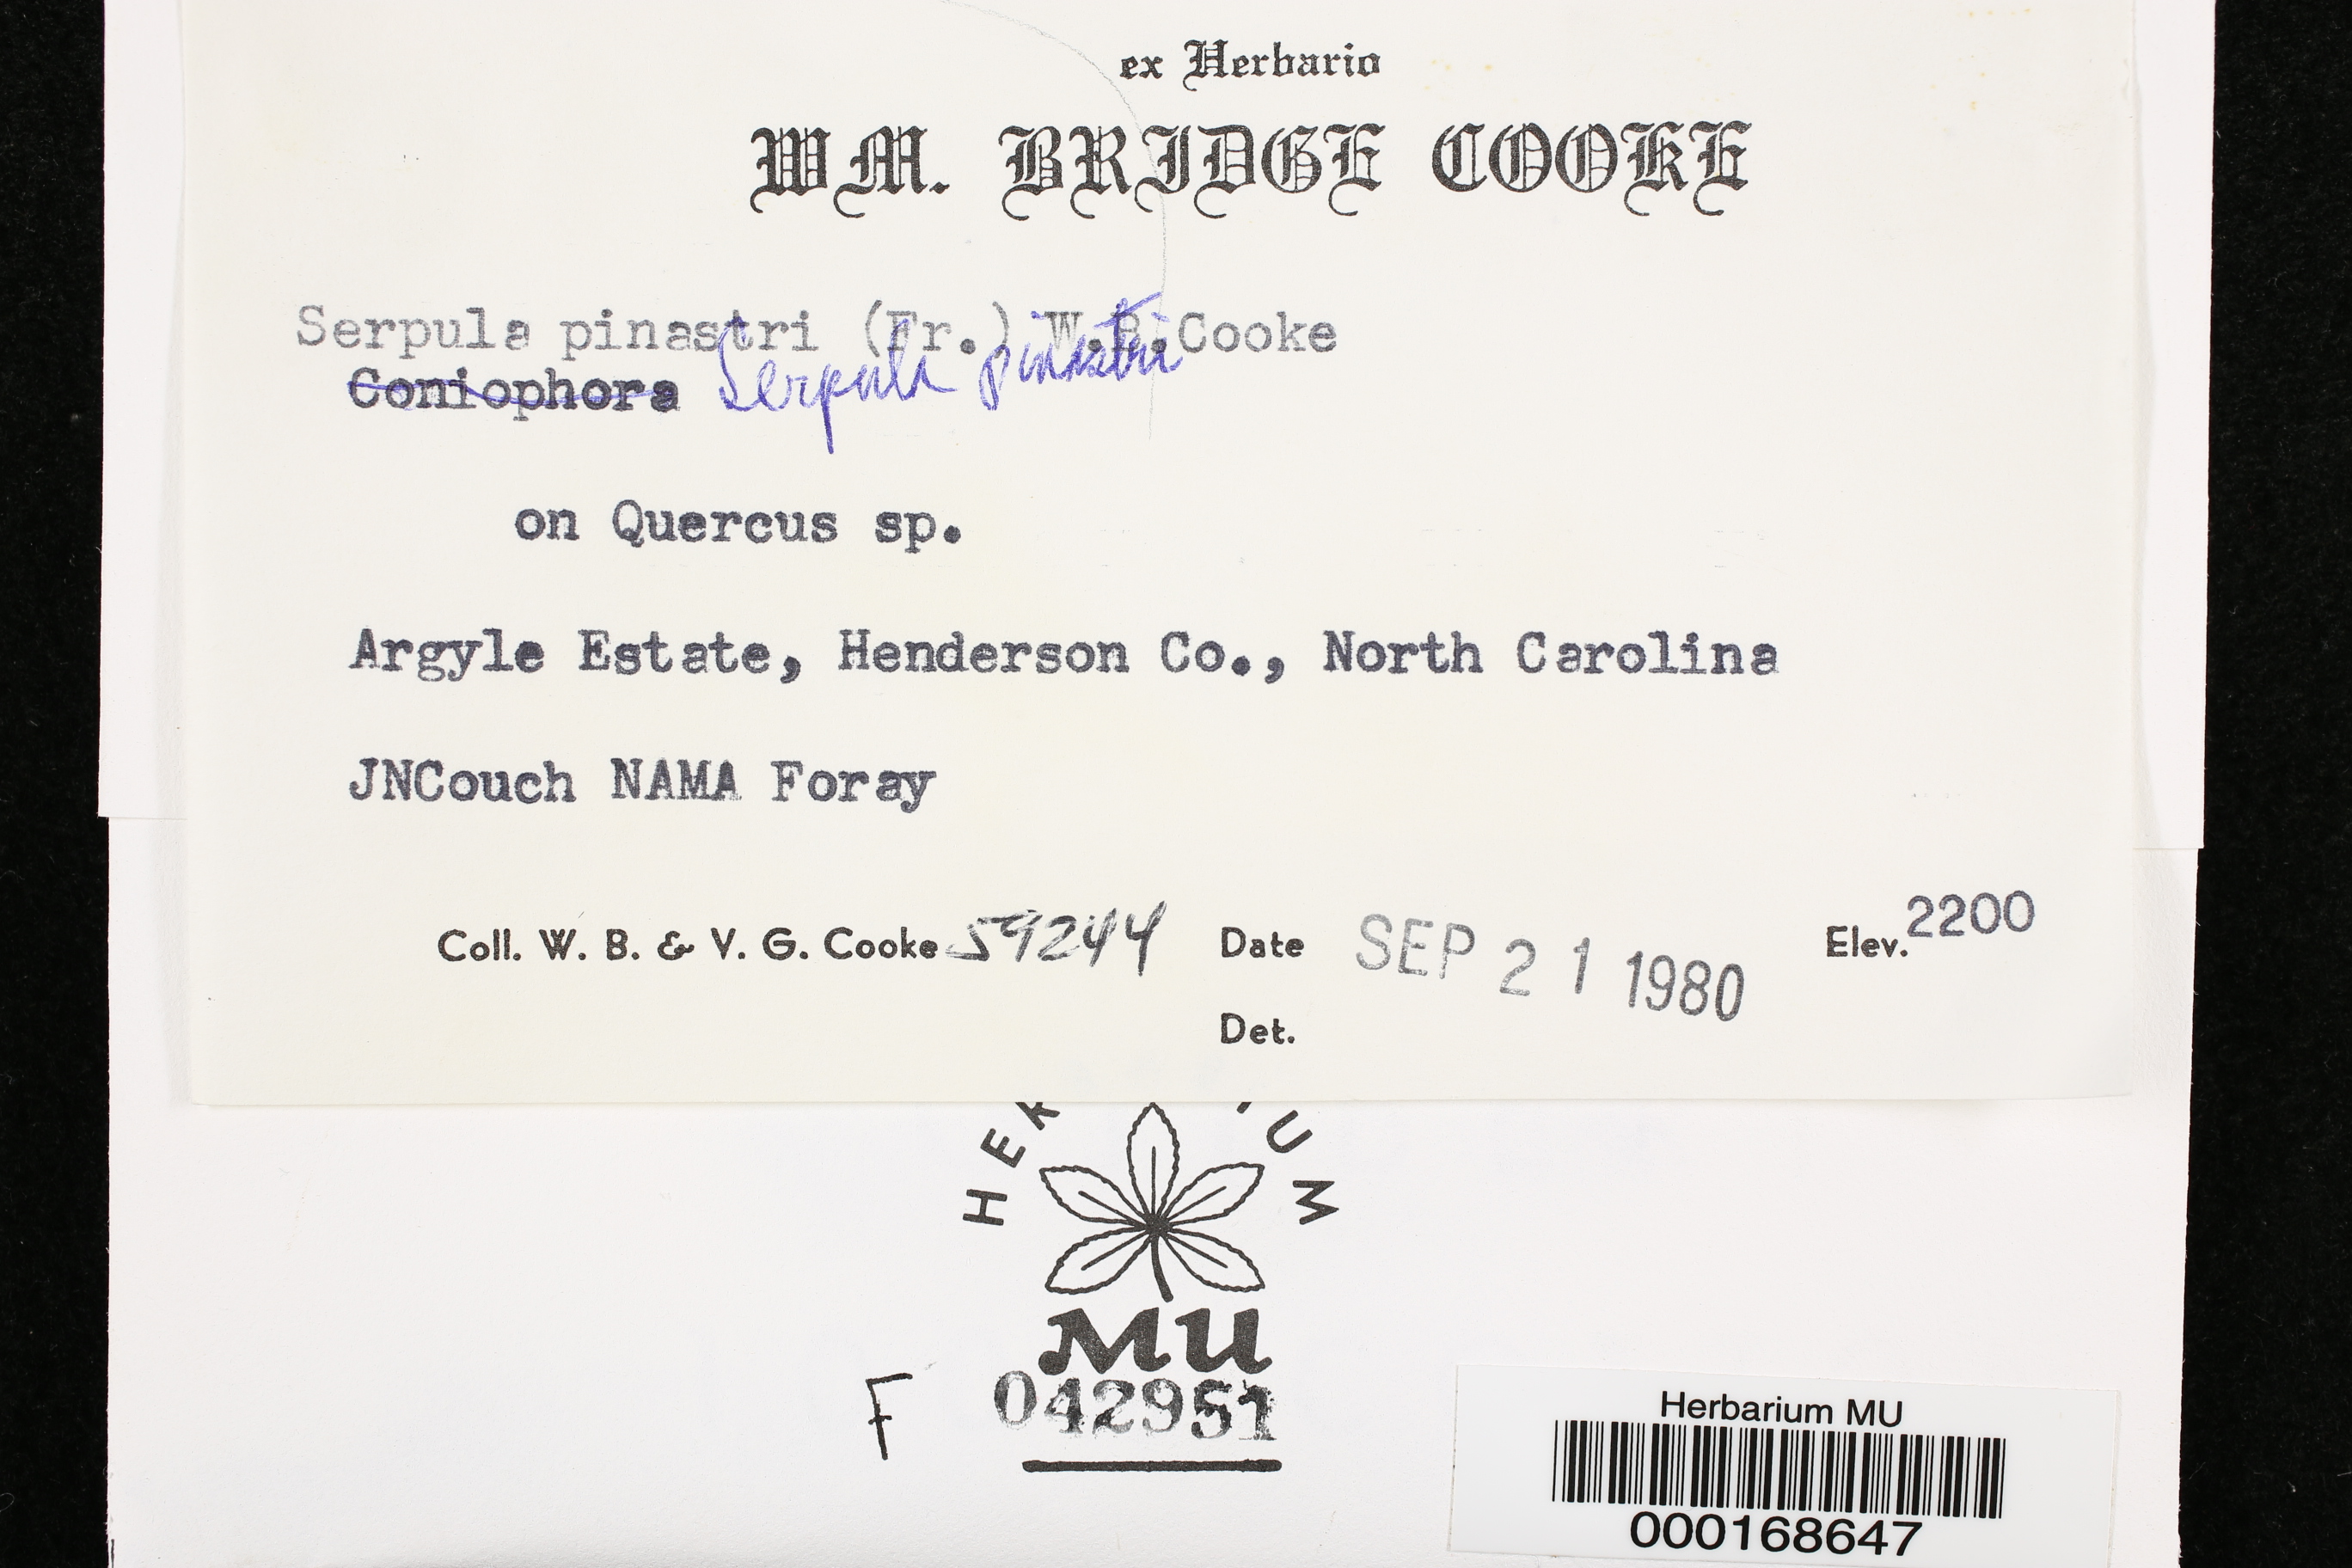 ex Herbario
WM. BRIDGE COOKE
Serpula pinastri (Fr.) W.B.Cooke
Coniophora Serpula pinastri
on Quercus sp.
Argyle Estate, Henderson Co., North Carolina
JNCouch NAMA Foray
Coll. W. B. & V. G. Cooke 59244 Date SEP 21 1980 Elev. 2200
Det.
HER UM
MU
F 042951
Herbarium MU
000168647